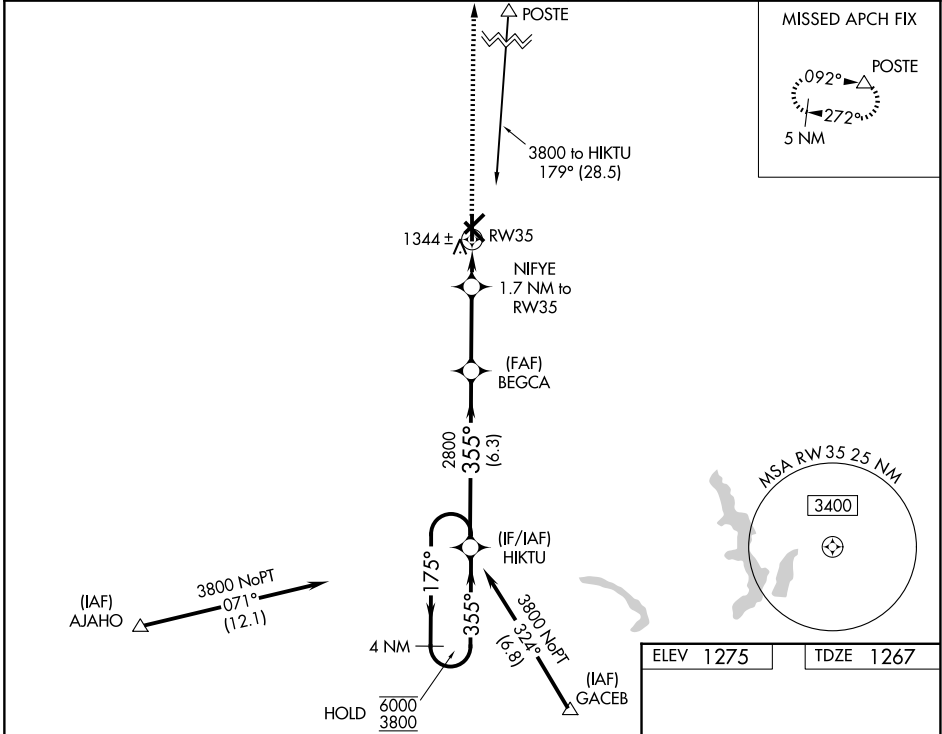 POSTE
MISSED APCH FIX
092°
POSTE
272°
5 NM
3800 to HIKTU
179° (28.5)
1344 ±
RW35
NIFYE
1.7 NM to
RW35
(FAF)
BEGCA
2800
355°
(6.3)
MSA RW 35 25 NM
3400
(IF/IAF)
HIKTU
175°
355°
3800 NoPT
071°
(12.1)
(IAF)
AJAHO
3800 NoPT
324°
(6.8)
4 NM
(IAF)
GACEB
HOLD
6000
3800
ELEV 1275
TDZE 1267